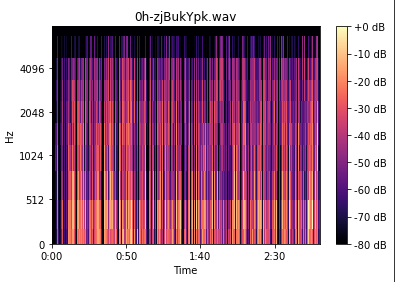 0h-zjBukYpk.wav
+0 dB
-10 dB
4096
-20 dB
-30 dB
2048
Hz
-40 dB
1024
-50 dB
512
-60 dB
-70 dB
0
-80 dB
0:00 0:50 1:40 2:30
Time